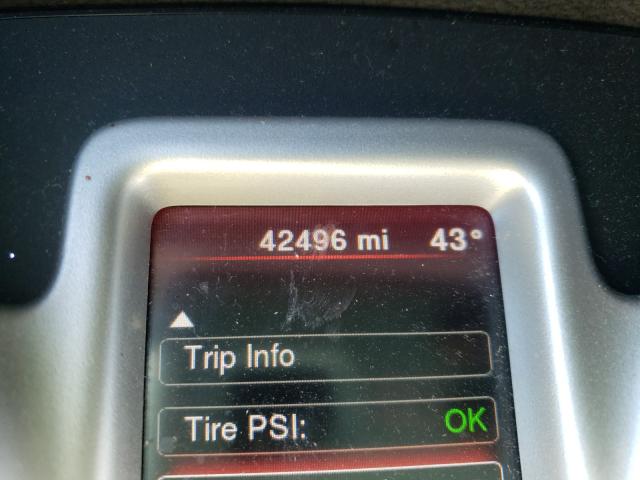 42496 mi 43°
Trip Info
Tire PSI: OK